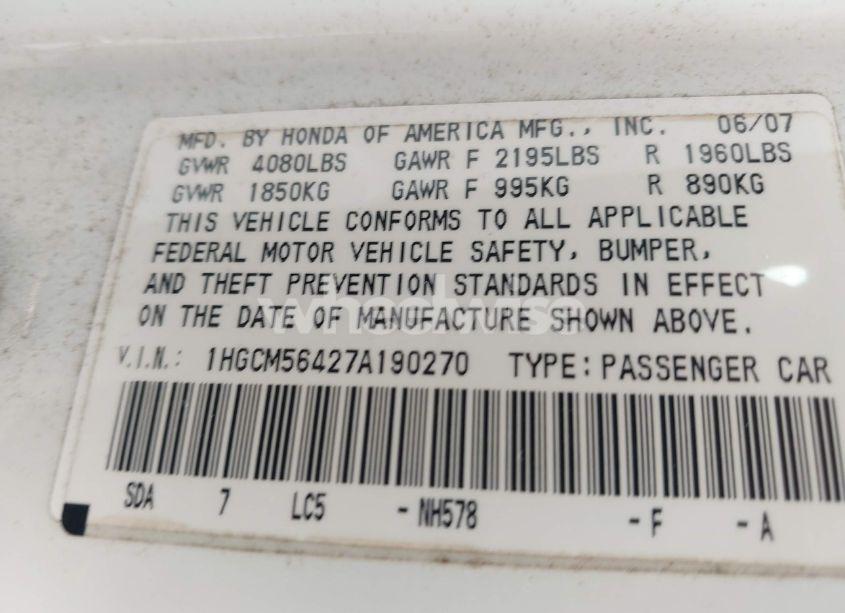 MFD. BY HONDA OF AMERICA MFG., INC. 06/07
GVWR 4080LBS GAWR F 2195LBS R 1960LBS
GVWR 1850KG GAWR F 995KG R 890KG
THIS VEHICLE CONFORMS TO ALL APPLICABLE
FEDERAL MOTOR VEHICLE SAFETY, BUMPER,
AND THEFT PREVENTION STANDARDS IN EFFECT
wheelwise
ON THE DATE OF MANUFACTURE SHOWN ABOVE.
V.I.N.: 1HGCM56427A190270 TYPE: PASSENGER CAR
SDA 7 LC5 -NH578 -F -A